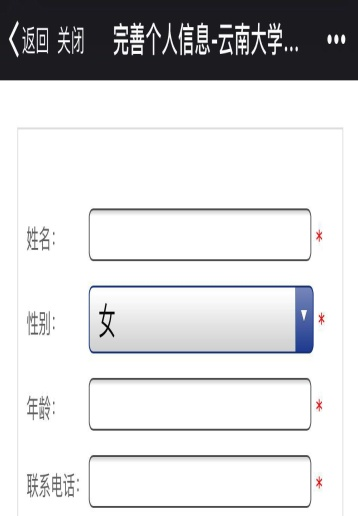 返回 关闭 完善个人信息-云南大学...
姓名: *
性别: 女 *
年龄: *
联系电话: *